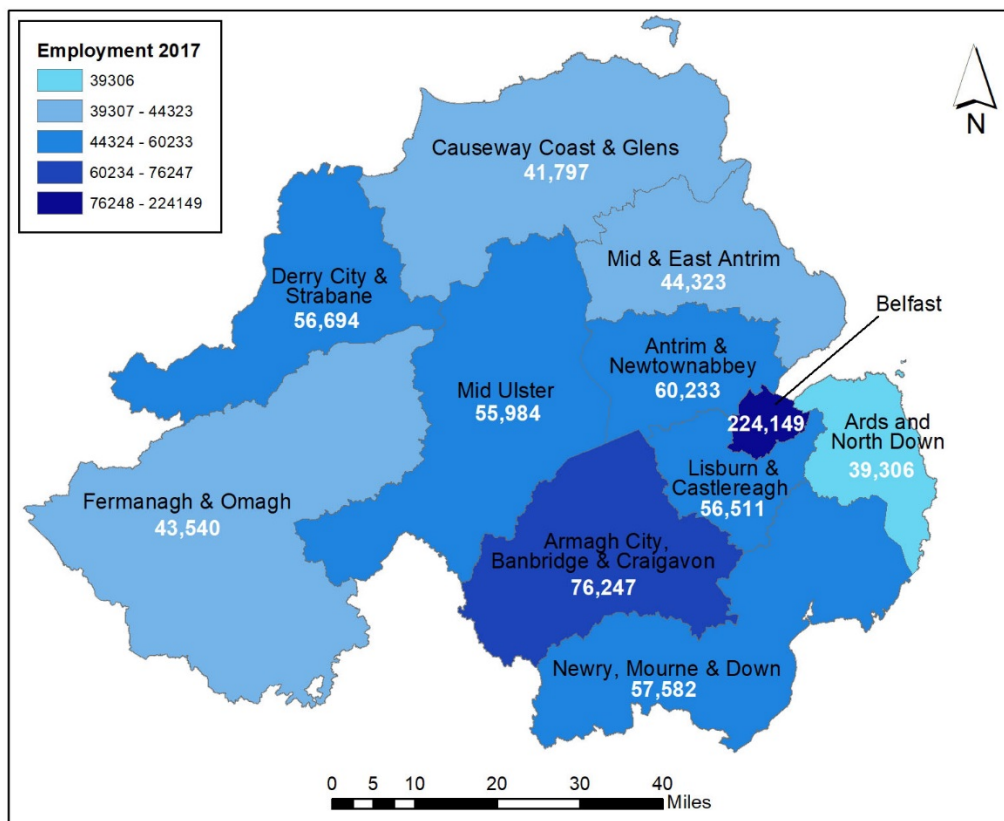 Employment 2017
39306
39307 - 44323
44324 - 60233
60234 - 76247
76248 - 224149
N
Causeway Coast & Glens
41,797
Mid & East Antrim
44,323
Derry City &
Strabane
56,694
Belfast
Antrim &
Newtownabbey
60,233
Mid Ulster
55,984
224,149
Ards and
North Down
39,306
Lisburn &
Castlereagh
56,511
Fermanagh & Omagh
43,540
Armagh City,
Banbridge & Craigavon
76,247
Newry, Mourne & Down
57,582
0 5 10 20 30 40
Miles